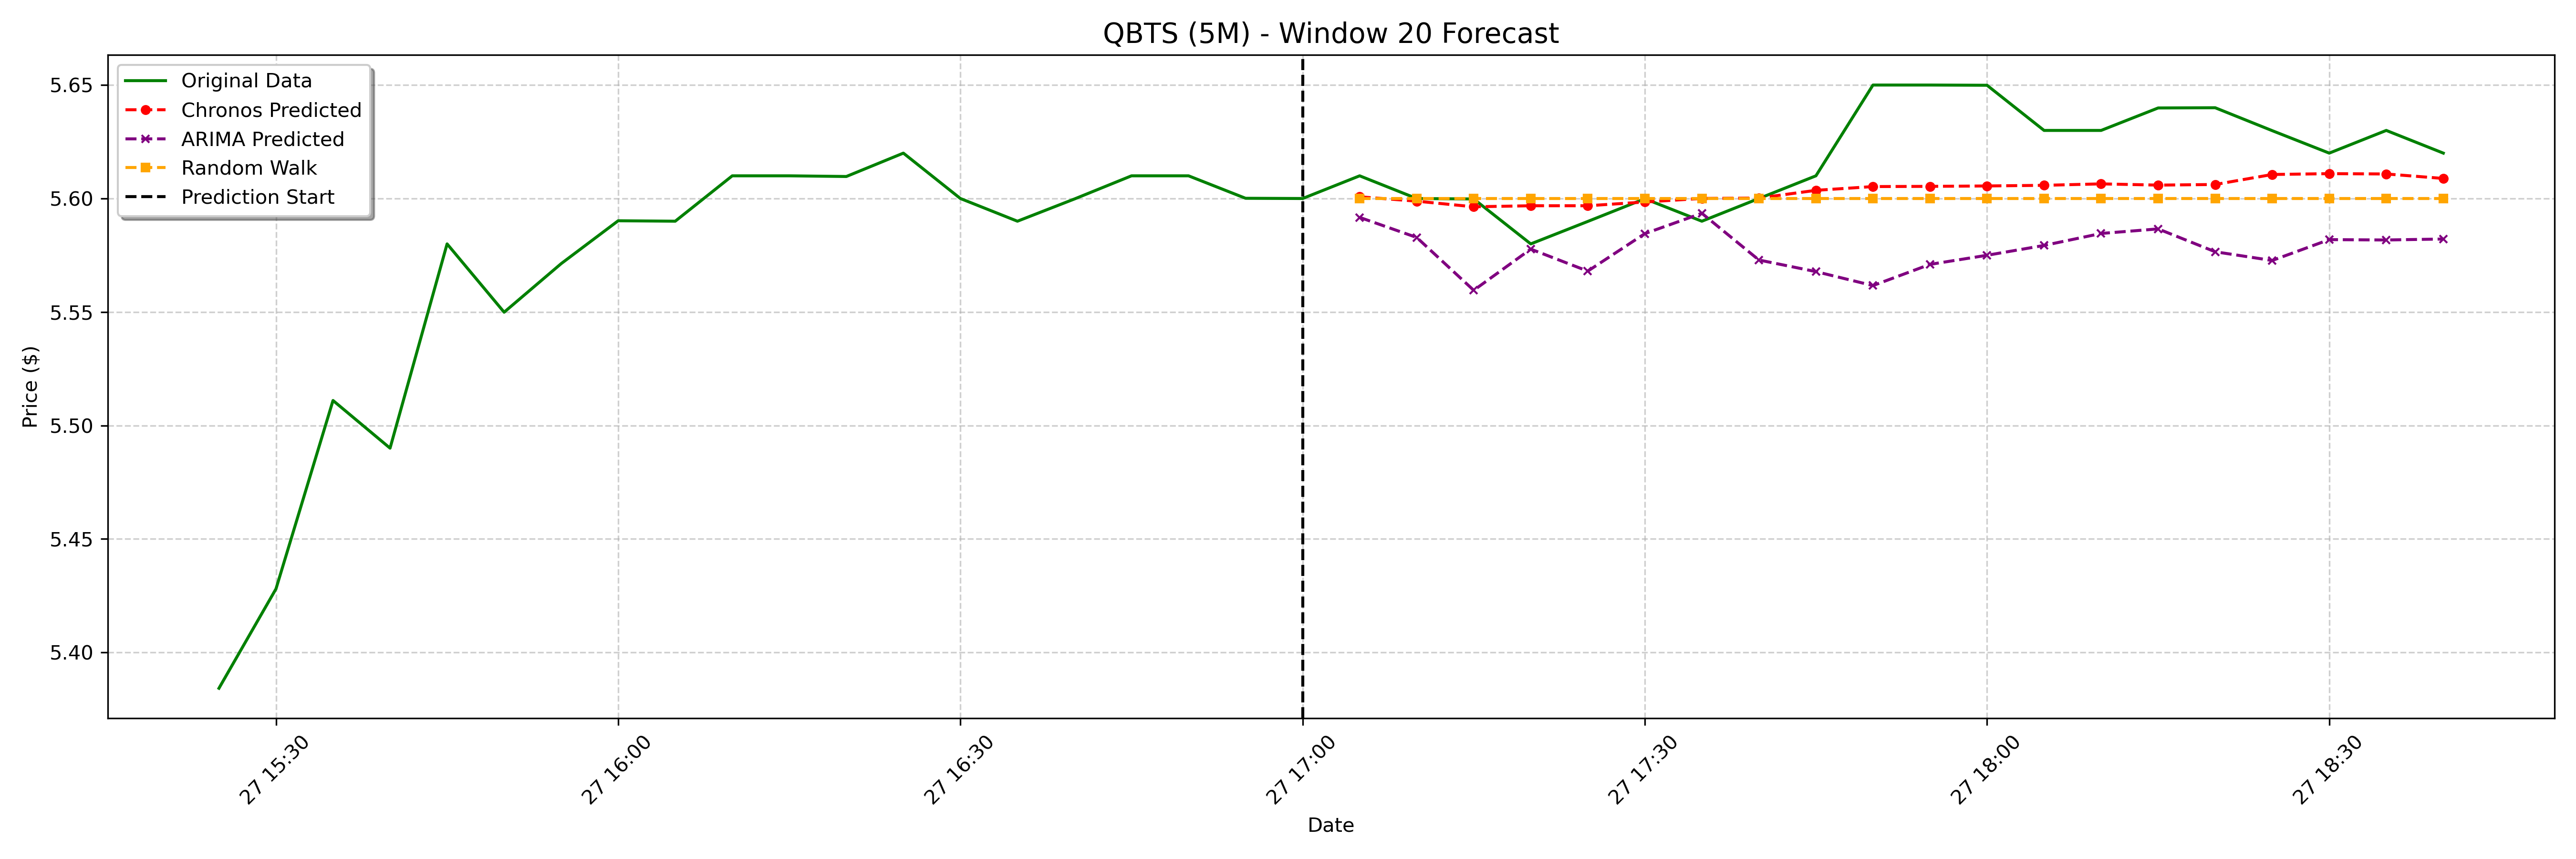 QBTS (5M) - Window 20 Forecast
Original Data
Chronos Predicted
ARIMA Predicted
Random Walk
Prediction Start
Price ($)
5.65
5.60
5.55
5.50
5.45
5.40
27 15:30
27 16:00
27 16:30
27 17:00
27 17:30
27 18:00
27 18:30
Date